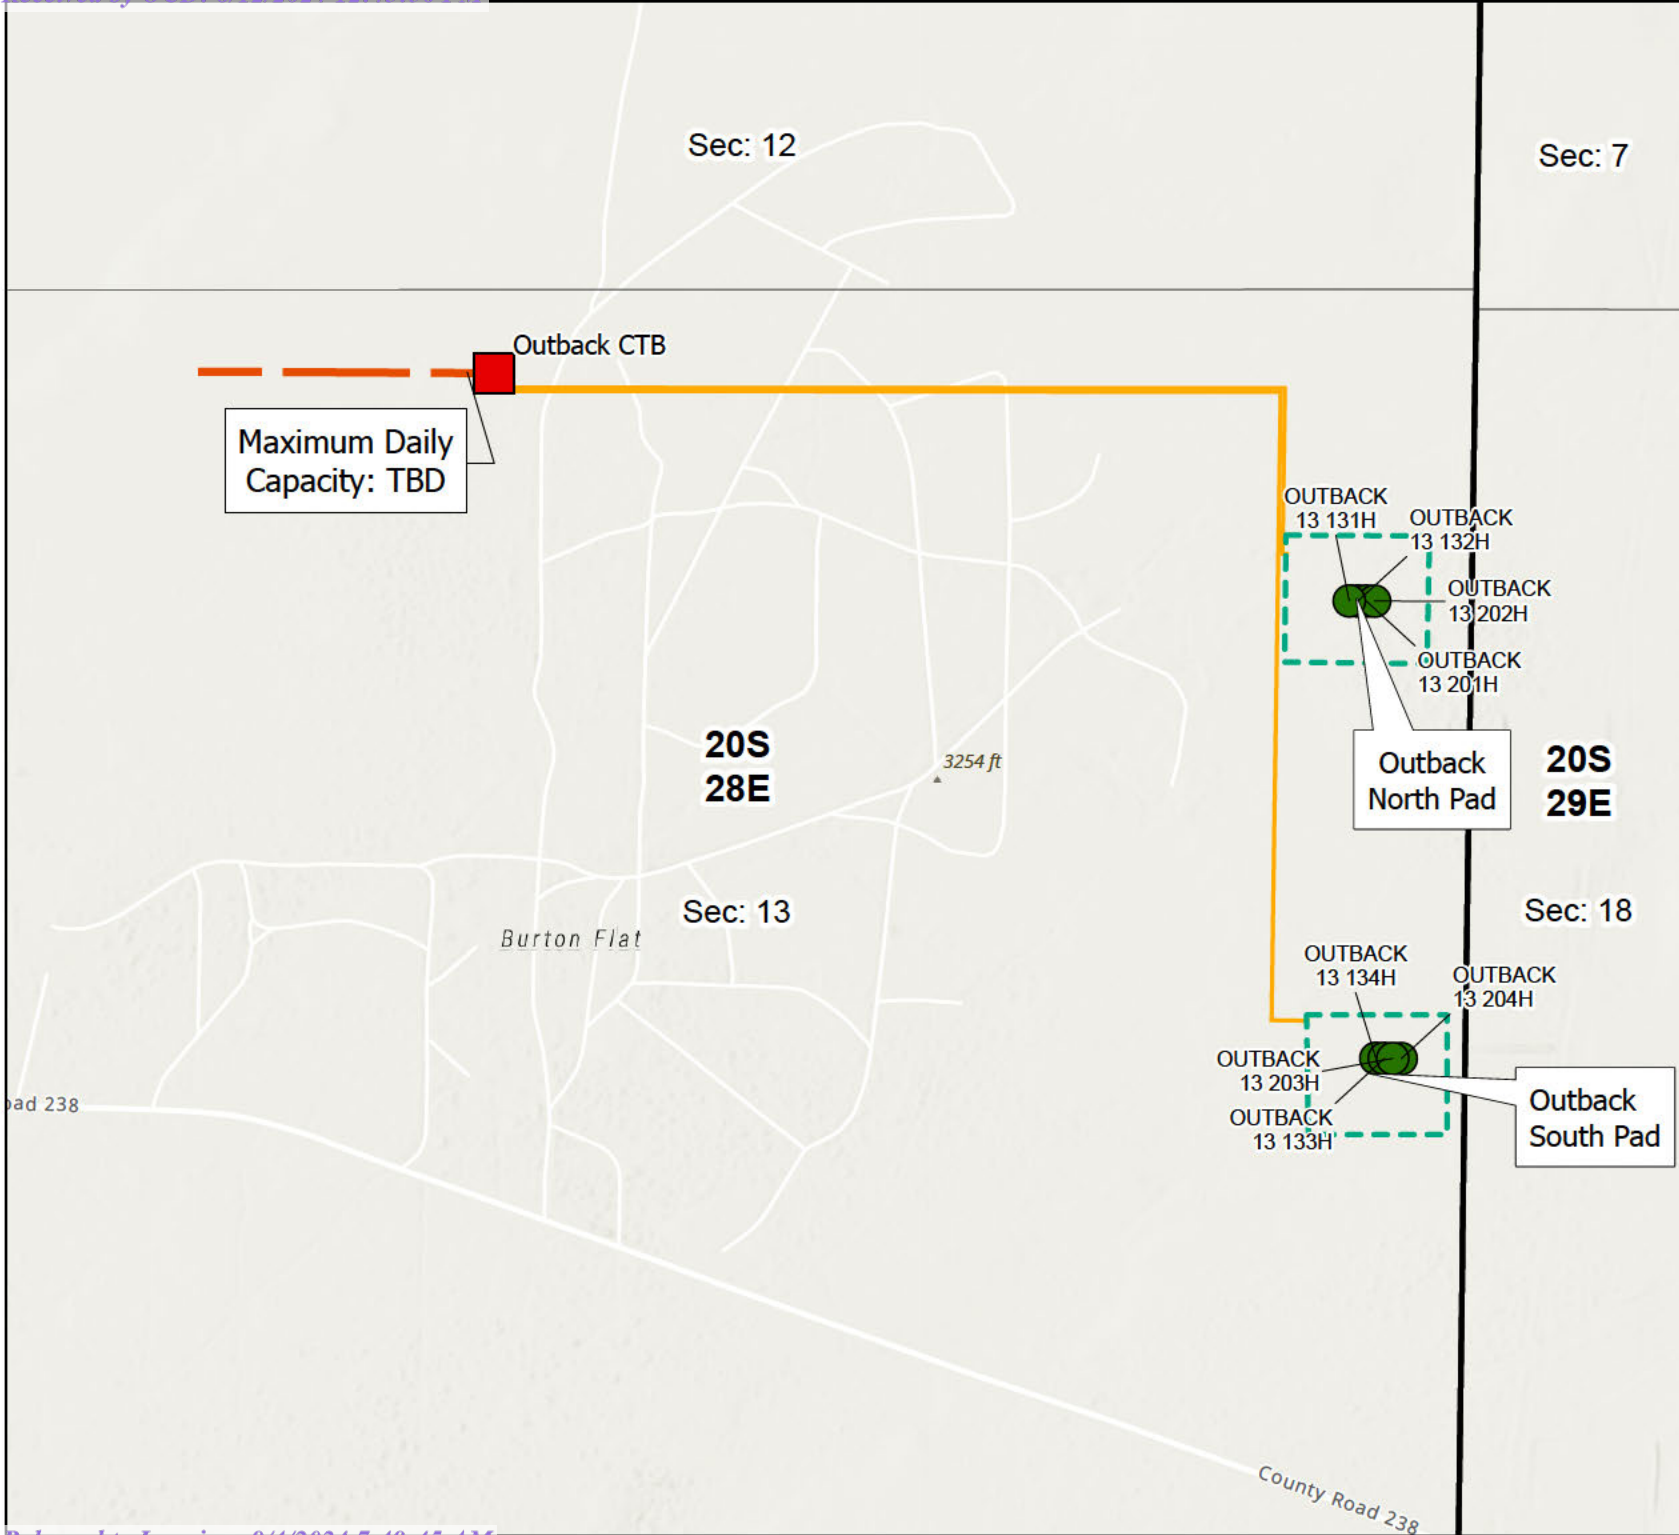 Sec: 12
Sec: 7
Outback CTB
Maximum Daily
Capacity: TBD
OUTBACK
13 131H
OUTBACK
13 132H
OUTBACK
13 202H
OUTBACK
13 201H
20S
28E
3254 ft
Outback
North Pad
20S
29E
Sec: 13
Sec: 18
Burton Flat
OUTBACK
13 134H
OUTBACK
13 204H
OUTBACK
13 203H
OUTBACK
13 133H
Outback
South Pad
oad 238
County Road 238